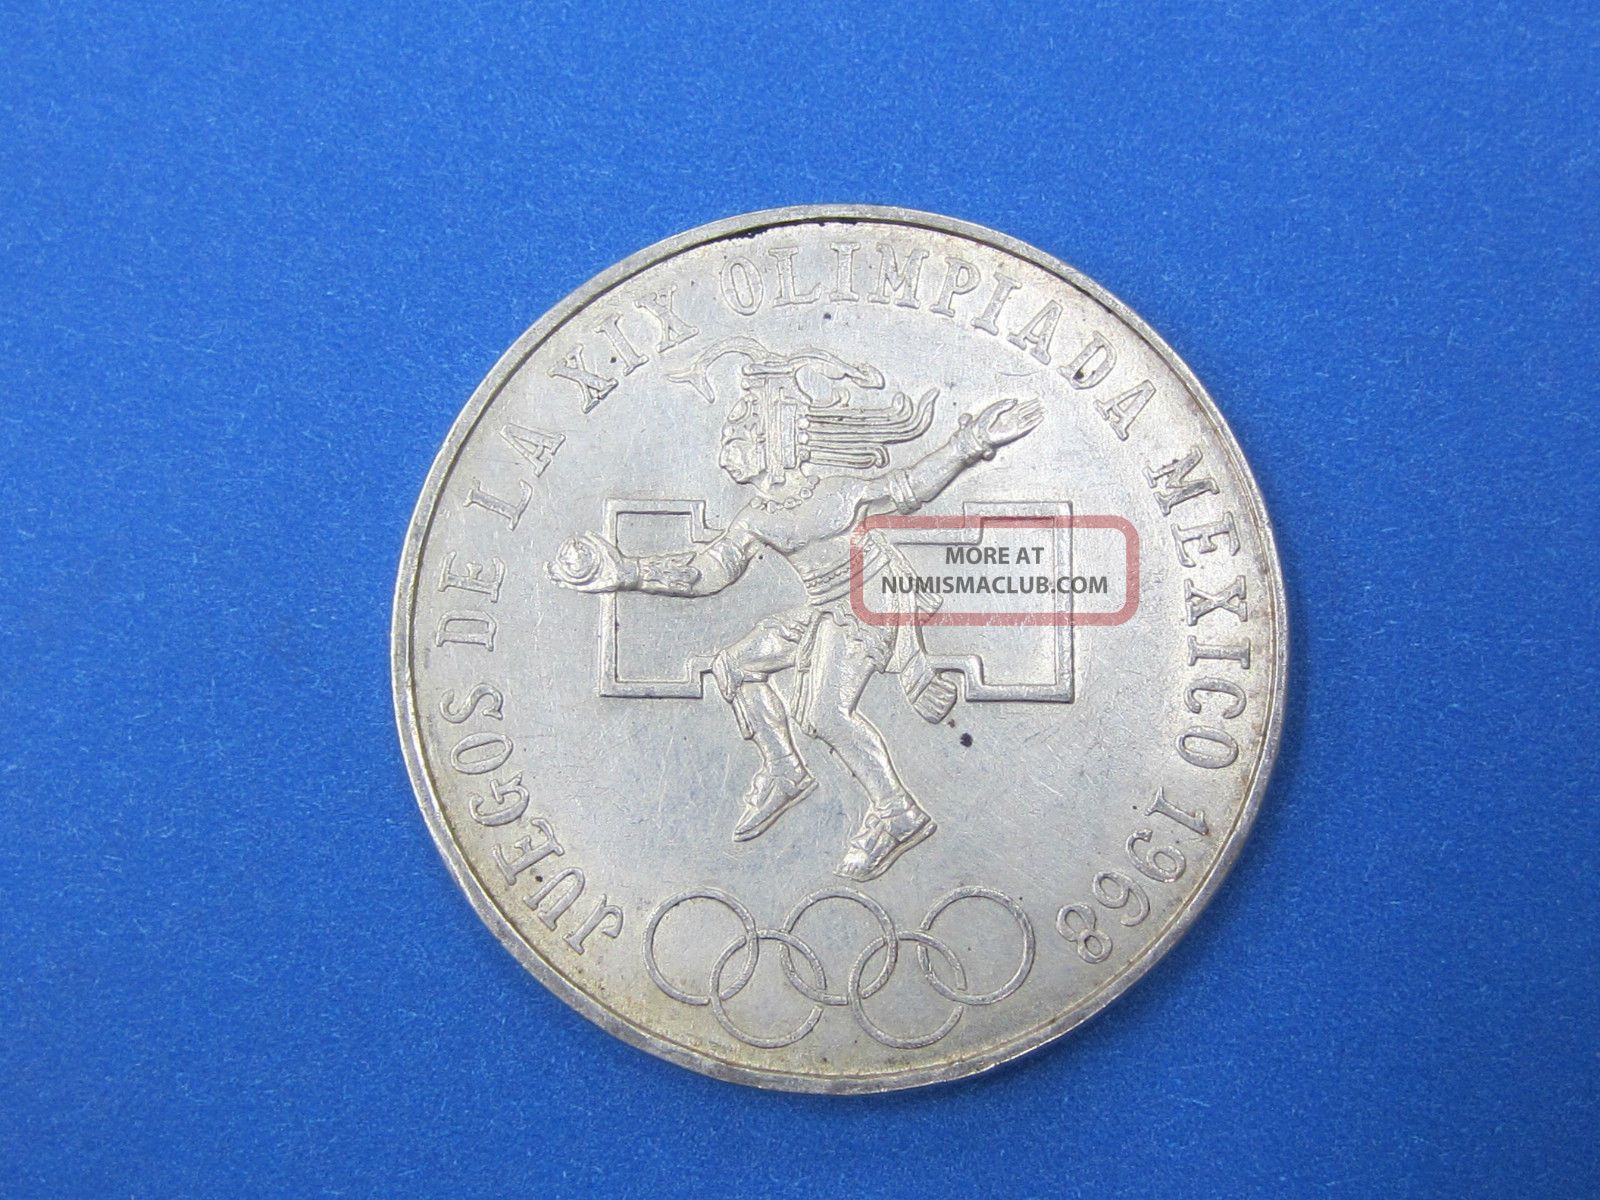 JUEGOS DE LA XIX OLIMPIADA MEXICO 1968
MORE AT
NUMISMACLUB.COM